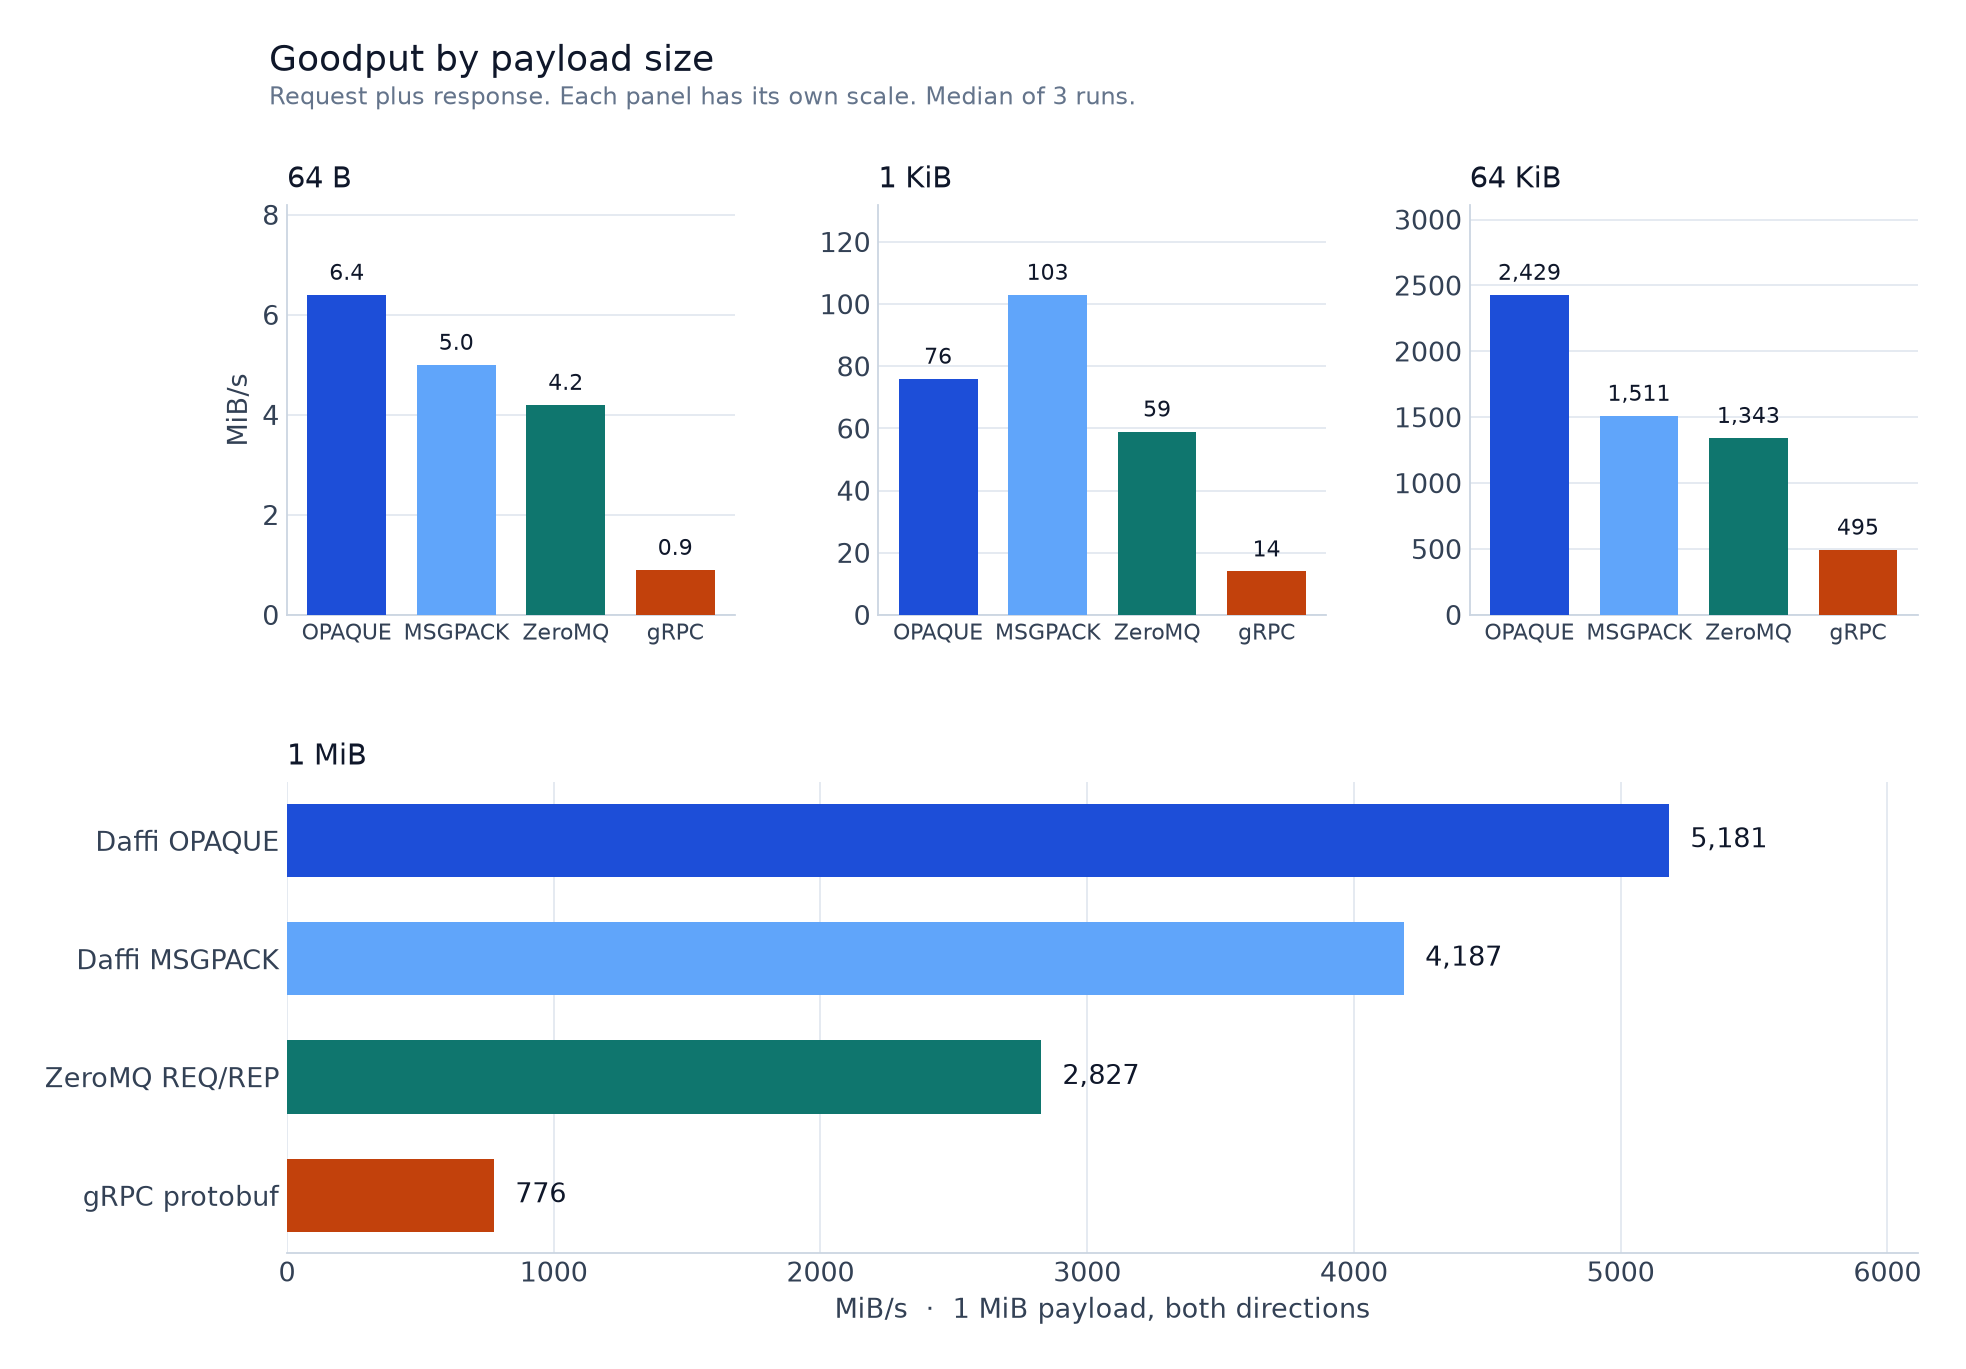 Goodput by payload size
Request plus response. Each panel has its own scale. Median of 3 runs.
64 B
8
6
4
2
0
MiB/s
6.4
5.0
4.2
0.9
OPAQUE MSGPACK ZeroMQ gRPC
1 KiB
120
100
80
60
40
20
0
76
103
59
14
OPAQUE MSGPACK ZeroMQ gRPC
64 KiB
3000
2500
2000
1500
1000
500
0
2,429
1,511
1,343
495
OPAQUE MSGPACK ZeroMQ gRPC
1 MiB
Daffi OPAQUE 5,181
Daffi MSGPACK 4,187
ZeroMQ REQ/REP 2,827
gRPC protobuf 776
0 1000 2000 3000 4000 5000 6000
MiB/s · 1 MiB payload, both directions